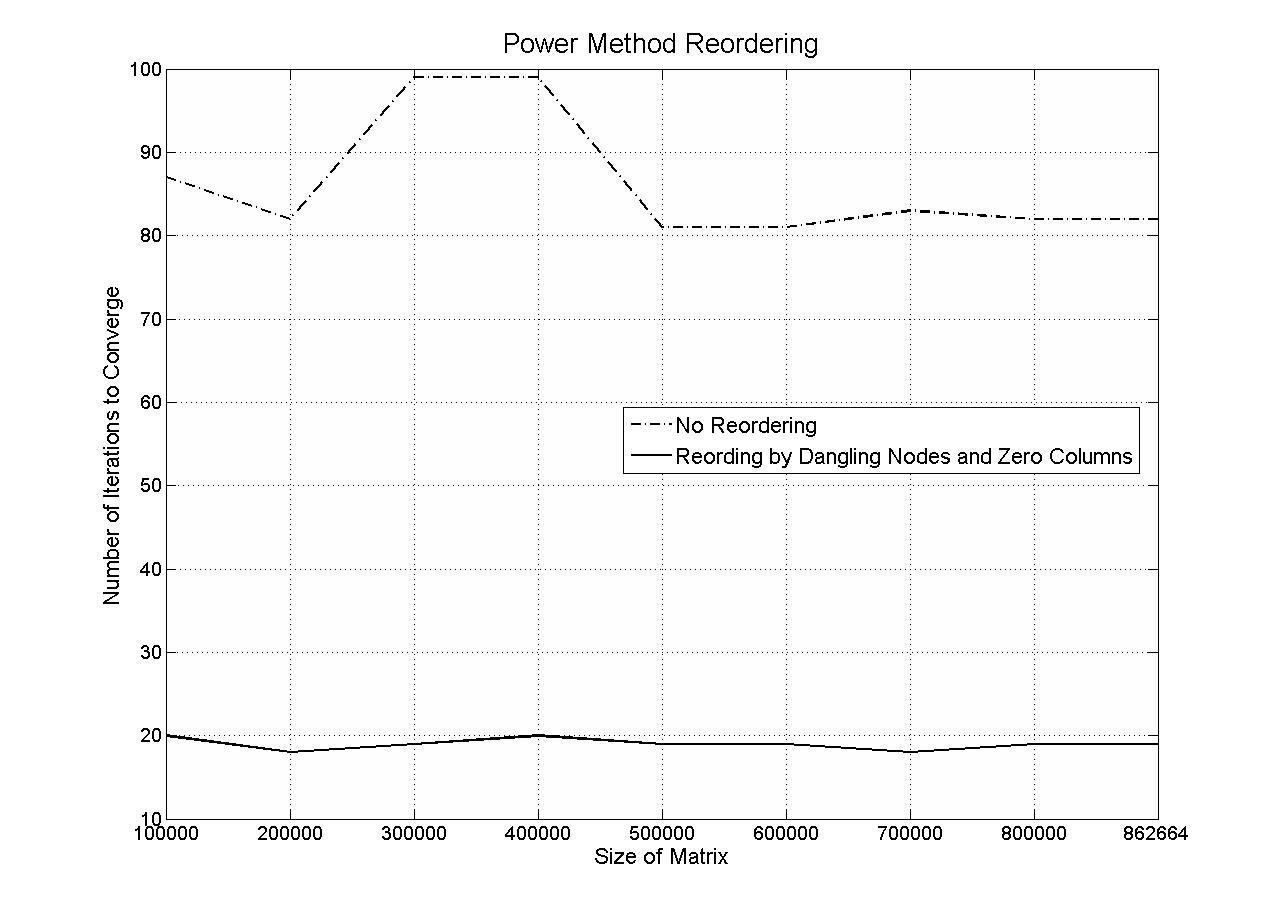 Power Method Reordering
100
90
80
70
60
50
40
30
20
10
Number of Iterations to Converge
No Reordering
Reording by Dangling Nodes and Zero Columns
100000 200000 300000 400000 500000 600000 700000 800000 862664
Size of Matrix